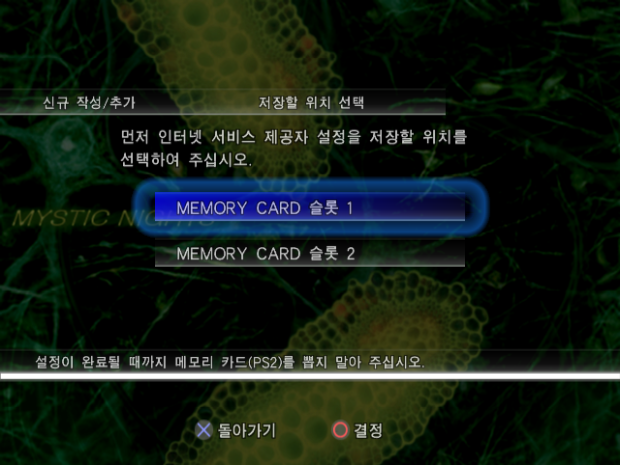 신규 작성/추가
저장할 위치 선택
먼저 인터넷 서비스 제공자 설정을 저장할 위치를
선택하여 주십시오.
MYSTIC NIGHTS
MEMORY CARD 슬롯 1
MEMORY CARD 슬롯 2
설정이 완료될 때까지 메모리 카드(PS2)를 뽑지 말아 주십시오.
돌아가기
결정